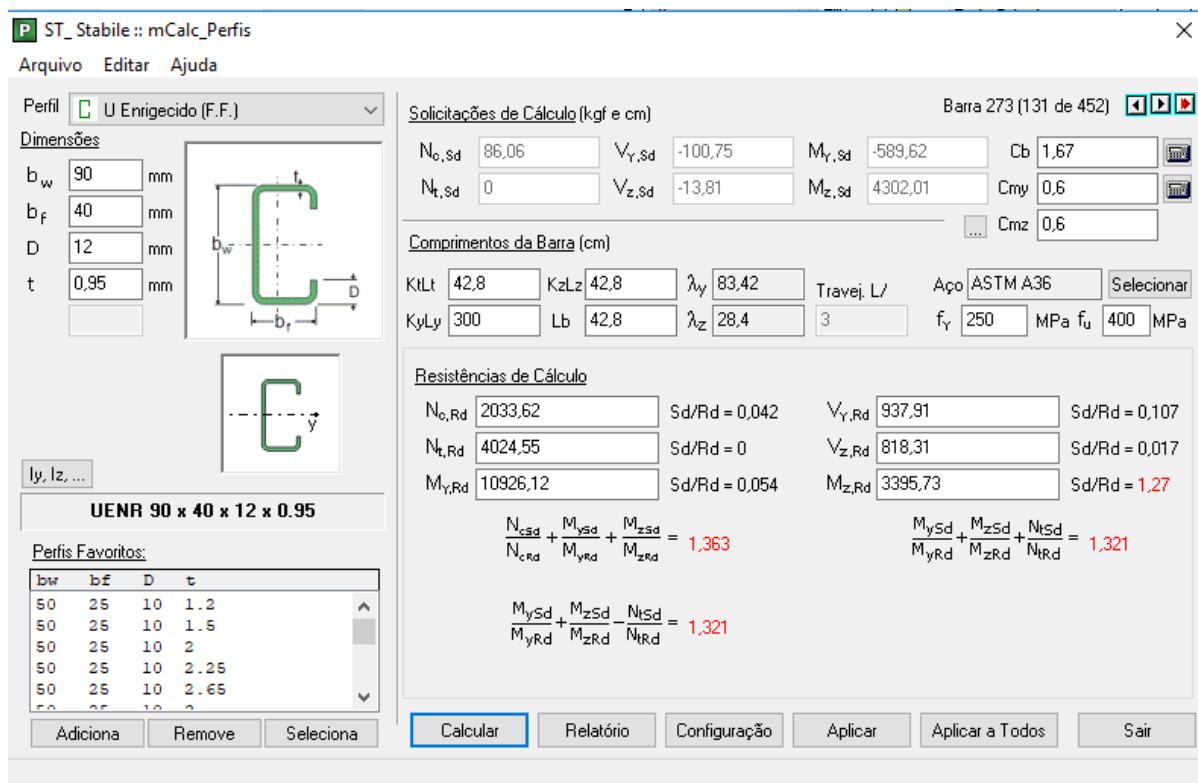 ST_ Stabile :: mCalc_Perfis
Arquivo Editar Ajuda
Perfil U Enrigecido (F.F.)
Dimensões
bw 90 mm
bf 40 mm
D 12 mm
t 0,95 mm
t
bw
D
bf
y
Iy, Iz, ...
UENR 90 x 40 x 12 x 0.95
Perfis Favoritos:
bw bf D t
50 25 10 1.2
50 25 10 1.5
50 25 10 2
50 25 10 2.25
50 25 10 2.65
Adiciona Remove Seleciona
Solicitações de Cálculo (kgf e cm) Barra 273 (131 de 452)
Nc,Sd 86,06 VY,Sd -100,75 MY,Sd -589,62 Cb 1,67
Nt,Sd 0 Vz,Sd -13,81 Mz,Sd 4302,01 Cmy 0,6
... Cmz 0,6
Comprimentos da Barra (cm)
KtLt 42,8 KzLz 42,8 λy 83,42 Travej. L/ Aço ASTM A36 Selecionar
KyLy 300 Lb 42,8 λz 28,4 3 fY 250 MPa fu 400 MPa
Resistências de Cálculo
Nc,Rd 2033,62 Sd/Rd = 0,042 VY,Rd 937,91 Sd/Rd = 0,107
Nt,Rd 4024,55 Sd/Rd = 0 Vz,Rd 818,31 Sd/Rd = 0,017
MY,Rd 10926,12 Sd/Rd = 0,054 Mz,Rd 3395,73 Sd/Rd = 1,27
NcSd/NcRd + MySd/MyRd + MzSd/MzRd = 1,363
MySd/MyRd + MzSd/MzRd + NtSd/NtRd = 1,321
MySd/MyRd + MzSd/MzRd - NtSd/NtRd = 1,321
Calcular Relatório Configuração Aplicar Aplicar a Todos Sair